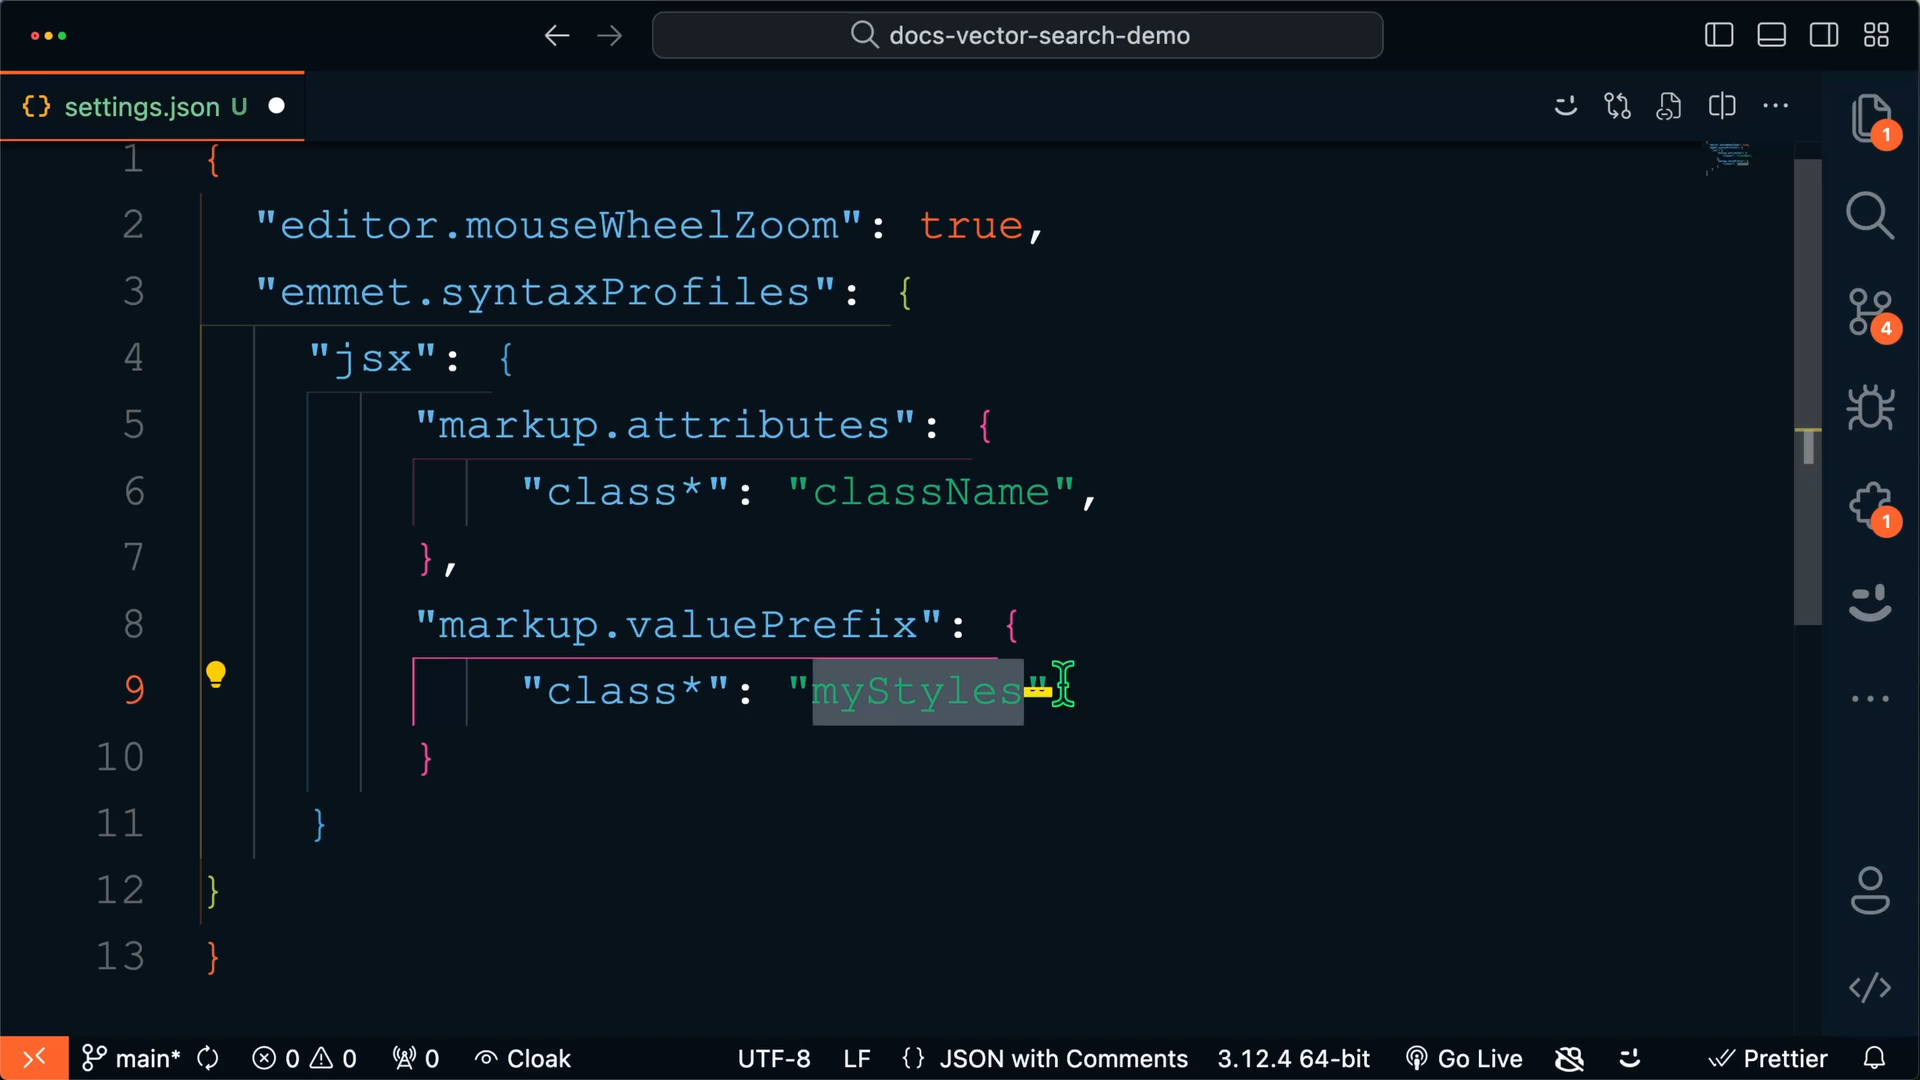 docs-vector-search-demo
{} settings.json U
1 {
2 "editor.mouseWheelZoom": true,
3 "emmet.syntaxProfiles": {
4 "jsx": {
5 "markup.attributes": {
6 "class*": "className",
7 },
8 "markup.valuePrefix": {
9 "class*": "myStyles"
10 }
11 }
12 }
13 }
1
4
1
main* 0 0 0 Cloak UTF-8 LF {} JSON with Comments 3.12.4 64-bit Go Live Prettier